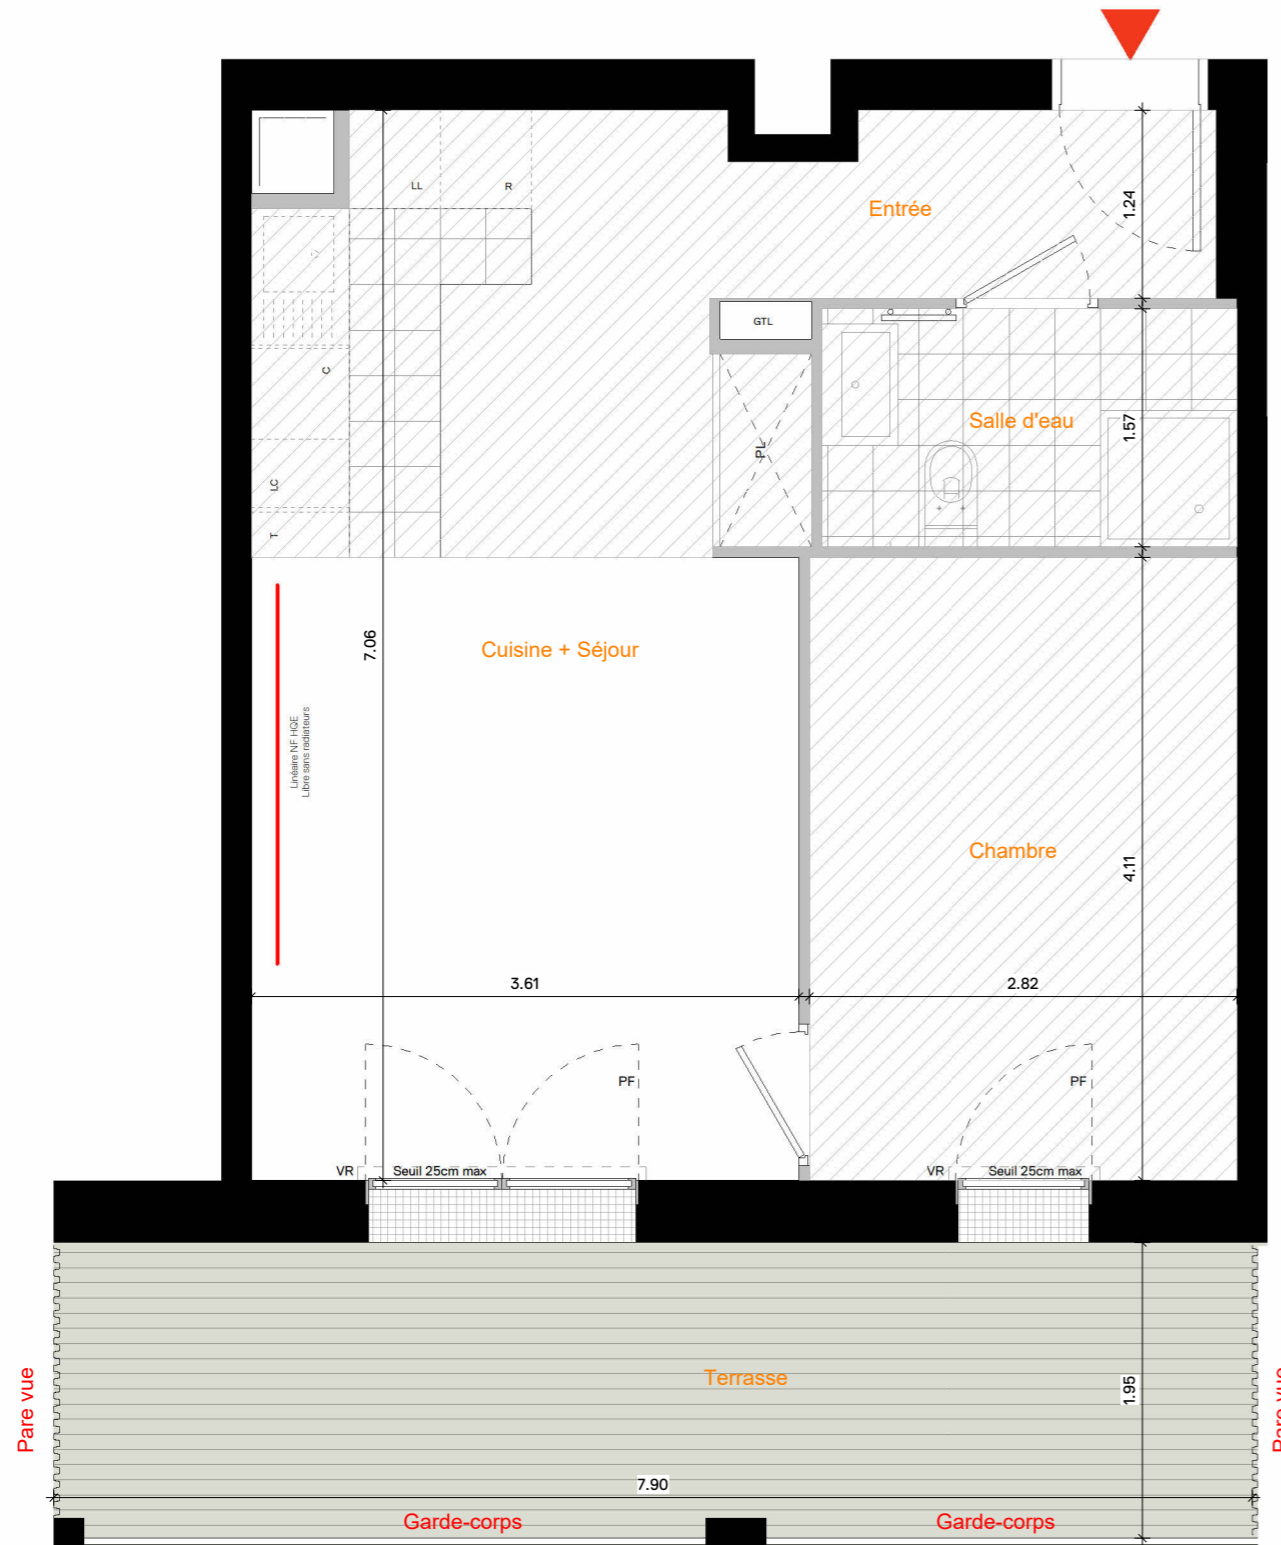 LL
R
Entrée
1.24
GTL
C
PL
Salle d'eau
1.57
LC
T
Cuisine + Séjour
7.06
Linéaire NF HQE
Libre sans radiateurs
Chambre
4.11
3.61
2.82
PF
PF
VR
Seuil 25cm max
VR
Seuil 25cm max
Terrasse
Pare vue
1.95
Pare vue
7.90
Garde-corps
Garde-corps